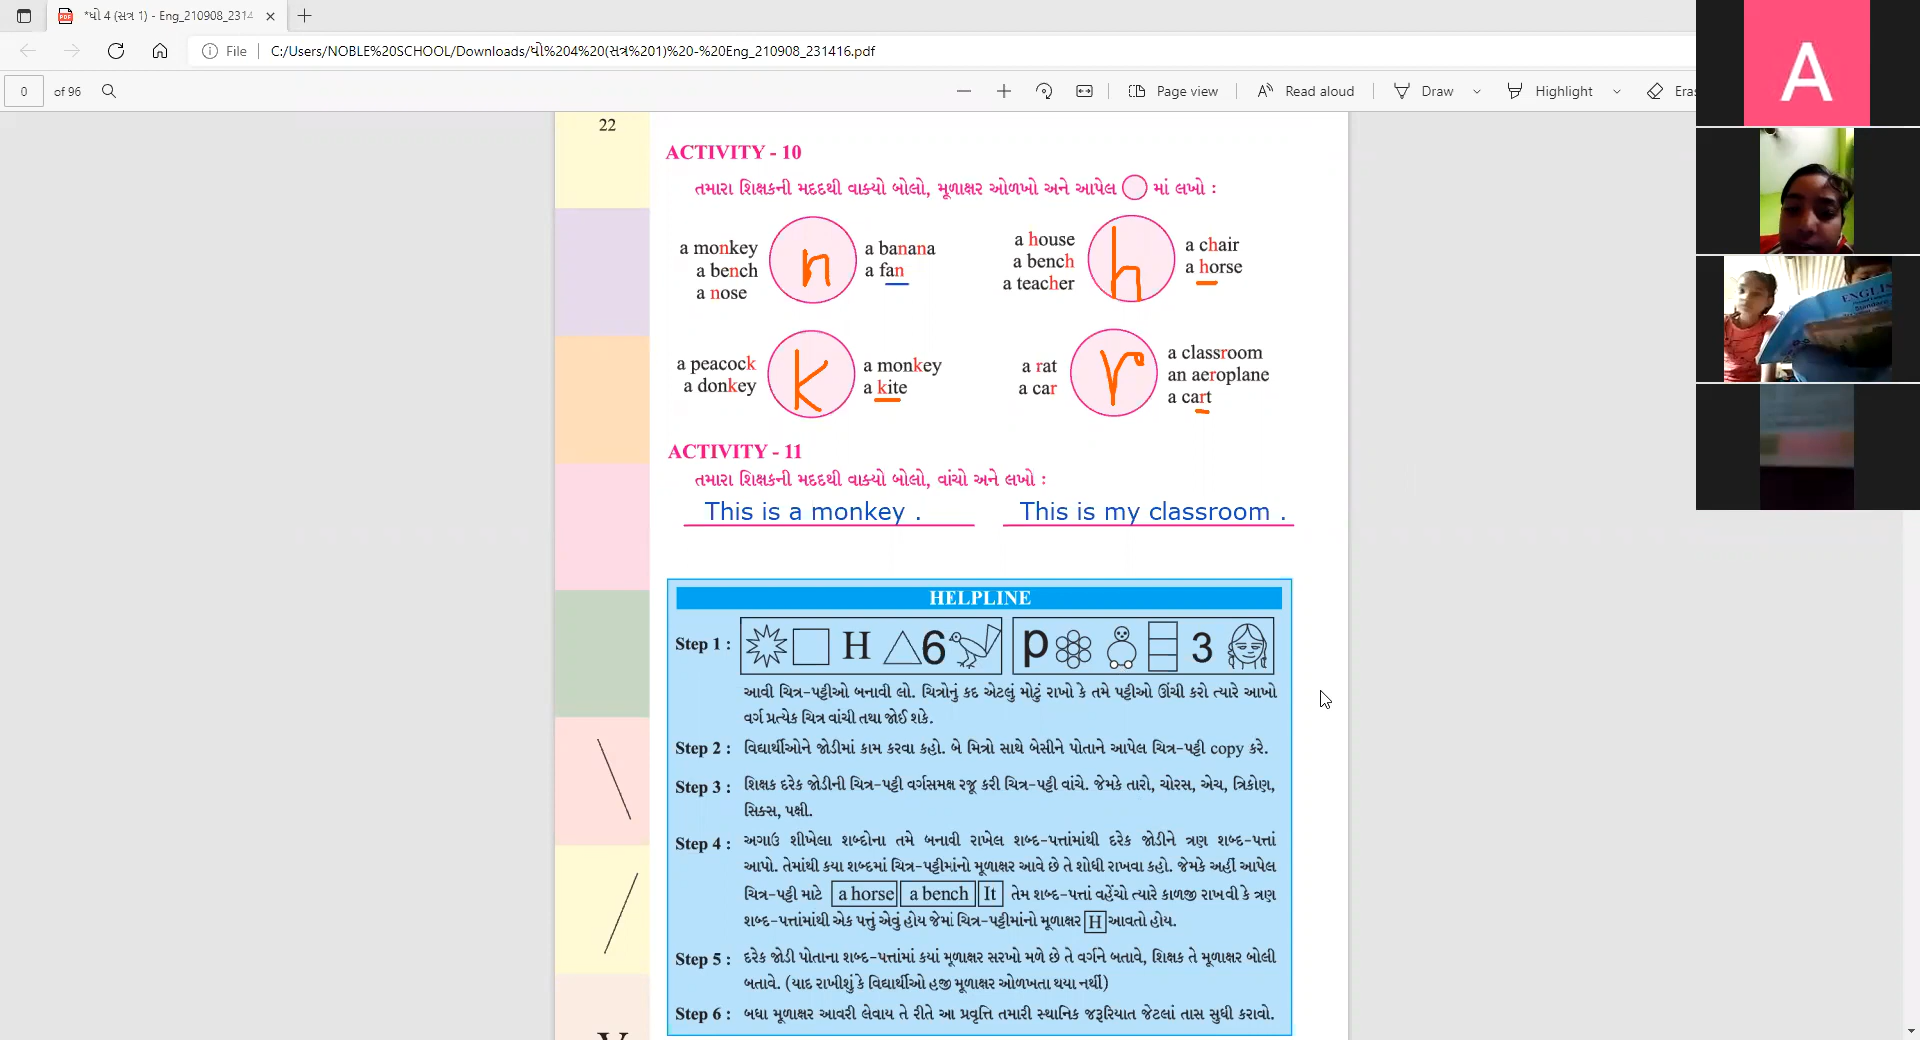 *ધો 4 (સત્ર 1) - Eng_210908_2314
File C:/Users/NOBLE%20SCHOOL/Downloads/ધો%204%20(સત્ર%201)%20-%20Eng_210908_231416.pdf
0 of 96 Page view Read aloud Draw Highlight Eras
A
22
ACTIVITY - 10
તમારા શિક્ષકની મદદથી વાક્યો બોલો, મૂળાક્ષર ઓળખો અને આપેલ માં લખો :
a monkey
a bench
a nose
n
a banana
a fan
a house
a bench
a teacher
h
a chair
a horse
a peacock
a donkey
k
a monkey
a kite
a rat
a car
r
a classroom
an aeroplane
a cart
ENGLIS
ACTIVITY - 11
તમારા શિક્ષકની મદદથી વાક્યો બોલો, વાંચો અને લખો :
This is a monkey . This is my classroom .
HELPLINE
Step 1 : H 6 p 3
આવી ચિત્ર-પટ્ટીઓ બનાવી લો. ચિત્રોનું કદ એટલું મોટું રાખો કે તમે પટ્ટીઓ ઊંચી કરો ત્યારે આખો
વર્ગ પ્રત્યેક ચિત્ર વાંચી તથા જોઈ શકે.
Step 2 : વિદ્યાર્થીઓને જોડીમાં કામ કરવા કહો. બે મિત્રો સાથે બેસીને પોતાને આપેલ ચિત્ર-પટ્ટી copy કરે.
Step 3 : શિક્ષક દરેક જોડીની ચિત્ર-પટ્ટી વર્ગસમક્ષ રજૂ કરી ચિત્ર-પટ્ટી વાંચે. જેમકે તારો, ચોરસ, એચ, ત્રિકોણ,
સિક્સ, પક્ષી.
Step 4 : અગાઉ શીખેલા શબ્દોના તમે બનાવી રાખેલ શબ્દ-પત્તાંમાંથી દરેક જોડીને ત્રણ શબ્દ-પત્તાં
આપો. તેમાંથી કયા શબ્દમાં ચિત્ર-પટ્ટીમાંનો મૂળાક્ષર આવે છે તે શોધી રાખવા કહો. જેમકે અહીં આપેલ
ચિત્ર-પટ્ટી માટે a horse a bench It તેમ શબ્દ-પત્તાં વહેંચો ત્યારે કાળજી રાખવી કે ત્રણ
શબ્દ-પત્તાંમાંથી એક પત્તું એવું હોય જેમાં ચિત્ર-પટ્ટીમાંનો મૂળાક્ષર H આવતો હોય.
Step 5 : દરેક જોડી પોતાના શબ્દ-પત્તાંમાં કયાં મૂળાક્ષર સરખો મળે છે તે વર્ગને બતાવે, શિક્ષક તે મૂળાક્ષર બોલી
બતાવે. (યાદ રાખીશું કે વિદ્યાર્થીઓ હજી મૂળાક્ષર ઓળખતા થયા નથી)
Step 6 : બધા મૂળાક્ષર આવરી લેવાય તે રીતે આ પ્રવૃત્તિ તમારી સ્થાનિક જરૂરિયાત જેટલાં તાસ સુધી કરાવો.